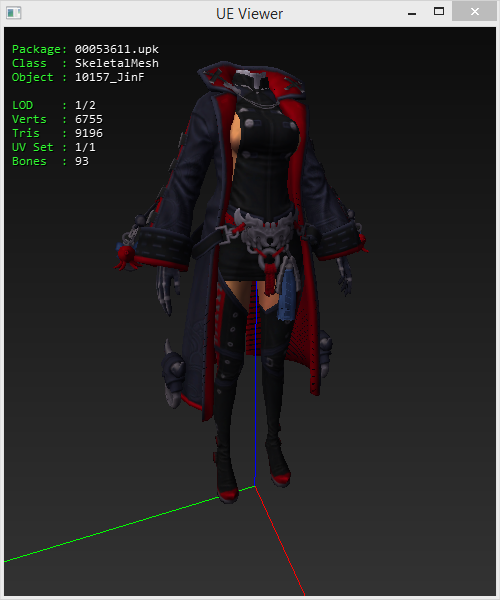 UE Viewer
Package: 00053611.upk
Class : SkeletalMesh
Object : 10157_JinF
LOD : 1/2
Verts : 6755
Tris : 9196
UV Set : 1/1
Bones : 93